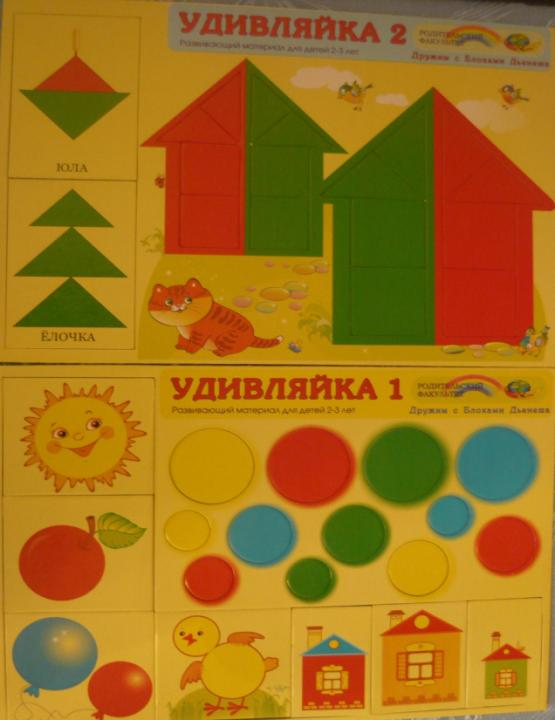 УДИВЛЯЙКА 2
Развивающий материал для детей 2-3 лет
РОДИТЕЛЬСКИЙ
ФАКУЛЬТЕТ
Дружим с Блоками Дьенеша
ЮЛА
ЁЛОЧКА
УДИВЛЯЙКА 1
Развивающий материал для детей 2-3 лет
РОДИТЕЛЬСКИЙ
ФАКУЛЬТЕТ
Дружим с Блоками Дьенеша